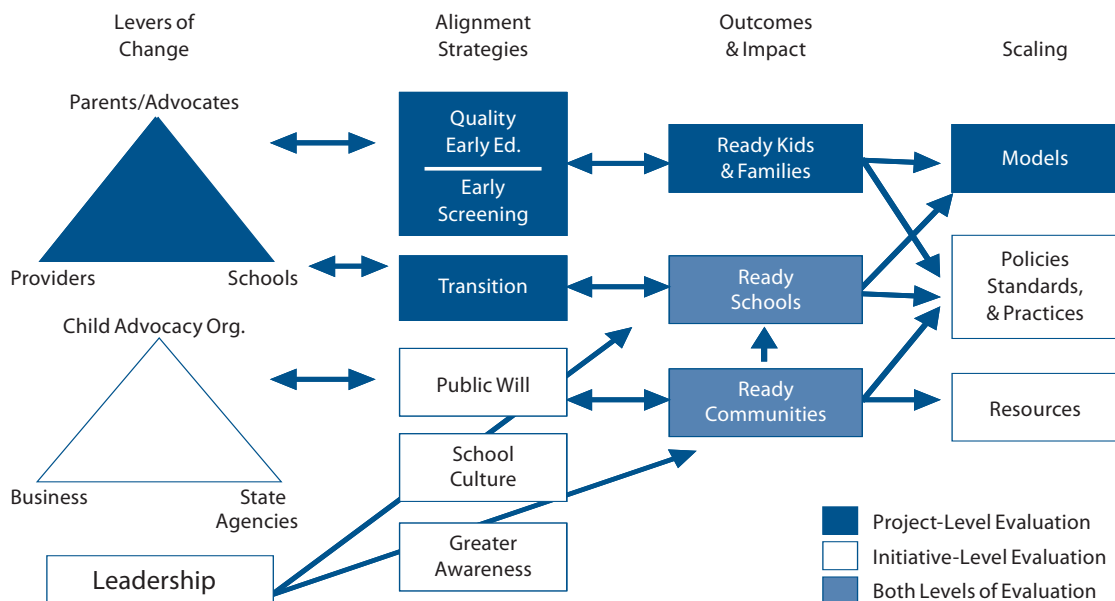 Levers of
Change
Alignment
Strategies
Outcomes
& Impact
Scaling
Parents/Advocates
Providers
Schools
Child Advocacy Org.
Business
State
Agencies
Leadership
Quality
Early Ed.
Early
Screening
Transition
Public Will
School
Culture
Greater
Awareness
Ready Kids
& Families
Ready
Schools
Ready
Communities
Models
Policies
Standards,
& Practices
Resources
Project-Level Evaluation
Initiative-Level Evaluation
Both Levels of Evaluation